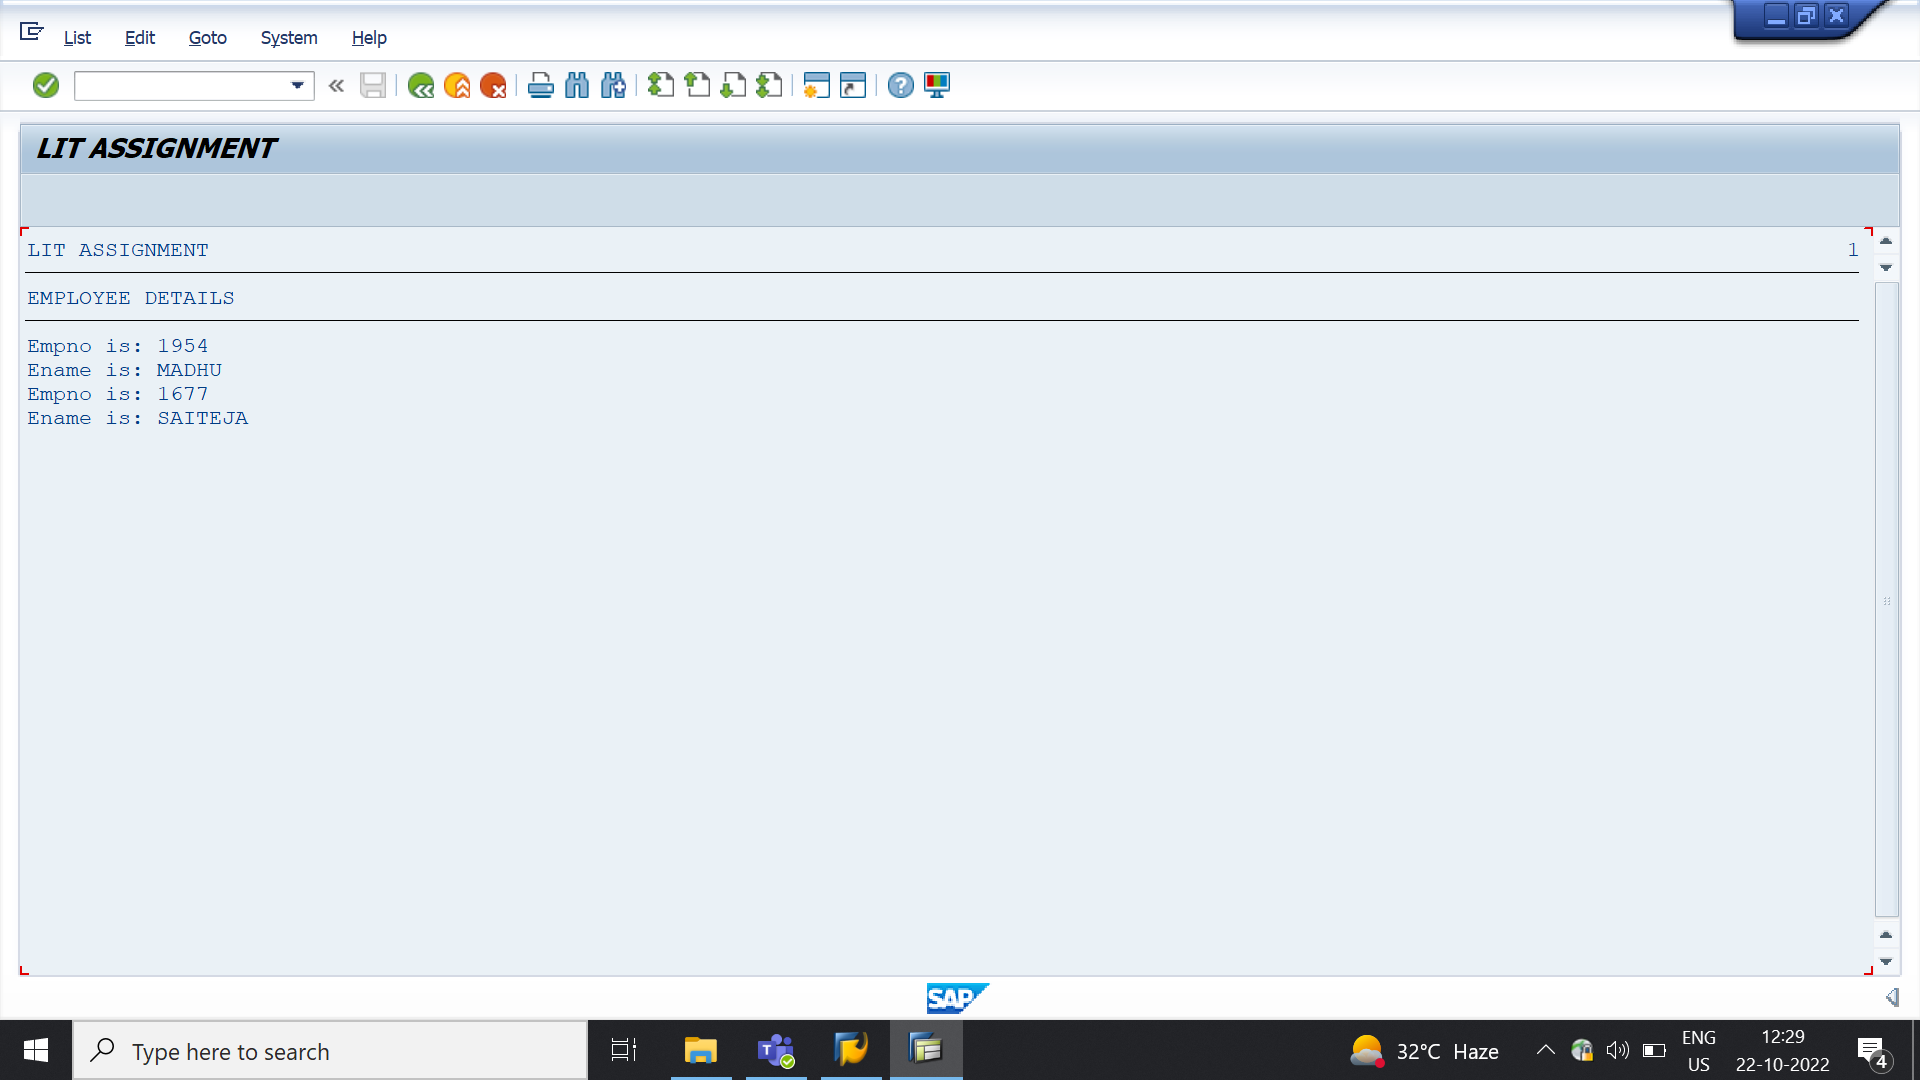 List Edit Goto System Help
LIT ASSIGNMENT
LIT ASSIGNMENT 1
EMPLOYEE DETAILS
Empno is: 1954
Ename is: MADHU
Empno is: 1677
Ename is: SAITEJA
SAP
Type here to search
T
32°C Haze
ENG
US
12:29
22-10-2022
4